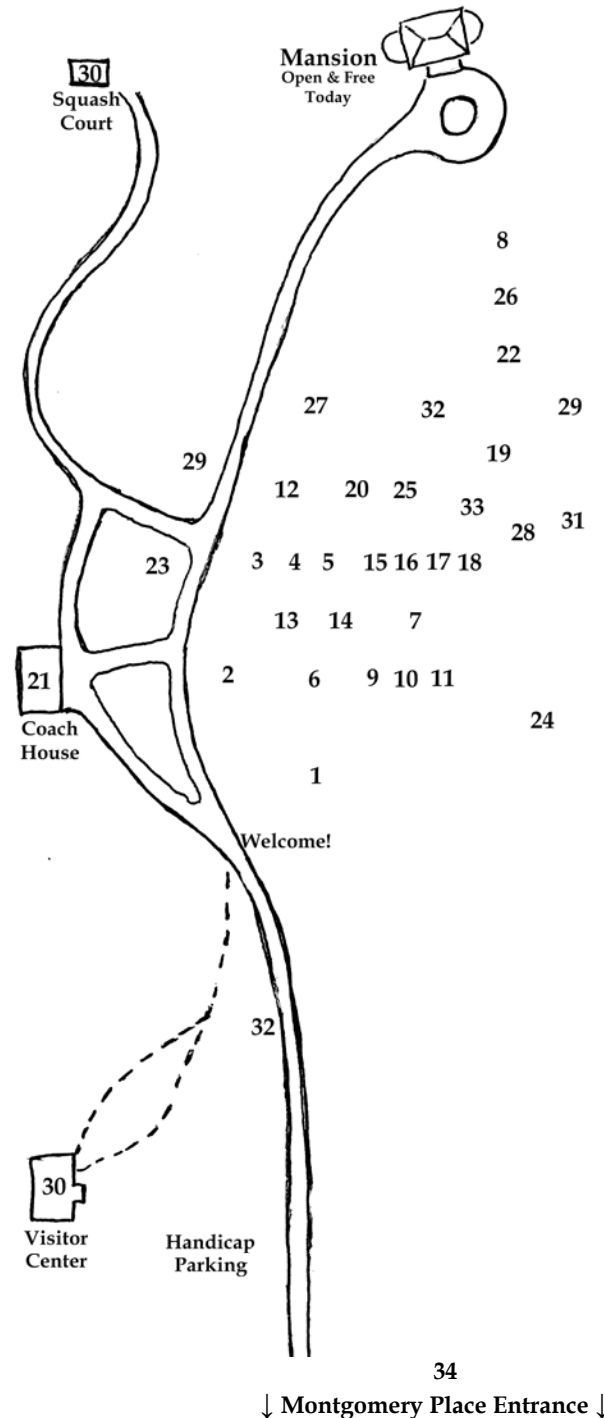 Mansion
Open & Free
Today
30
Squash
Court
8
26
22
27 32 29
29 19
12 20 25
33
31
28
23 3 4 5 15 16 17 18
13 14 7
21 2 6 9 10 11
Coach
House
24
1
Welcome!
32
30
Visitor
Center
Handicap
Parking
34
↓ Montgomery Place Entrance ↓